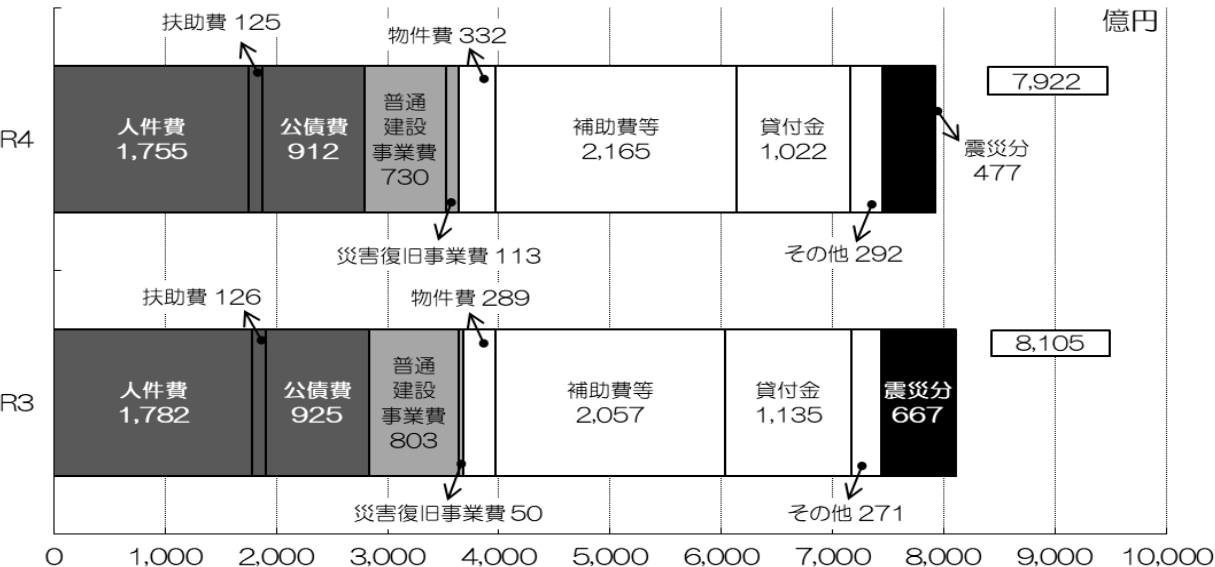 億円
扶助費 125
物件費 332
7,922
R4
人件費
1,755
公債費
912
普通
建設
事業費
730
補助費等
2,165
貸付金
1,022
震災分
477
災害復旧事業費 113
その他 292
扶助費 126
物件費 289
8,105
R3
人件費
1,782
公債費
925
普通
建設
事業費
803
補助費等
2,057
貸付金
1,135
震災分
667
災害復旧事業費 50
その他 271
0 1,000 2,000 3,000 4,000 5,000 6,000 7,000 8,000 9,000 10,000